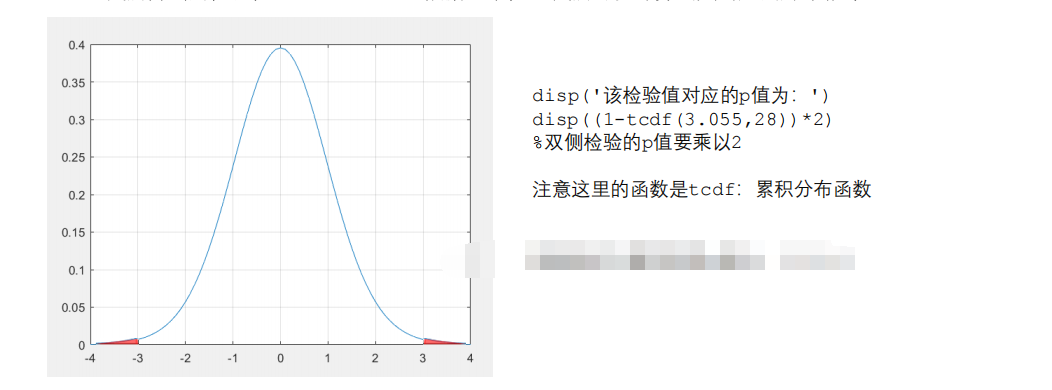 0.4
0.35
0.3
0.25
0.2
0.15
0.1
0.05
0
-4 -3 -2 -1 0 1 2 3 4
disp('该检验值对应的p值为：')
disp((1-tcdf(3.055,28))*2)
%双侧检验的p值要乘以2
注意这里的函数是tcdf：累积分布函数